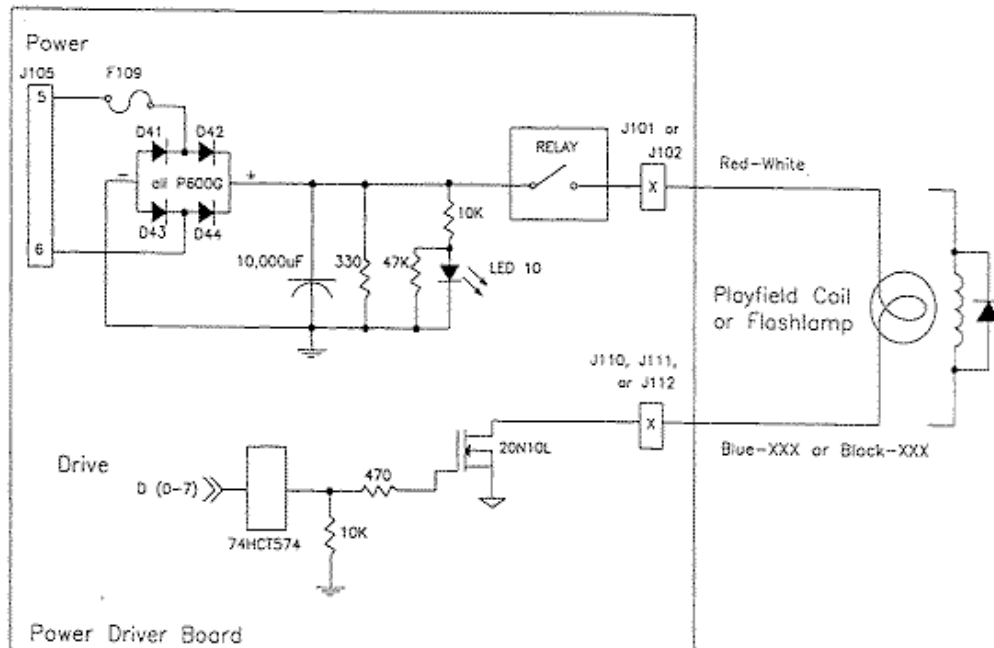 Power
J105
F109
5
D41
D42
all P600G
−
+
D43
D44
6
10,000uF
330
47K
10K
LED 10
RELAY
J101 or
J102
X
Red-White
Playfield Coil
or Flashlamp
J110, J111,
or J112
X
Blue-XXX or Black-XXX
20N10L
Drive
D (0-7)
470
74HCT574
10K
Power Driver Board